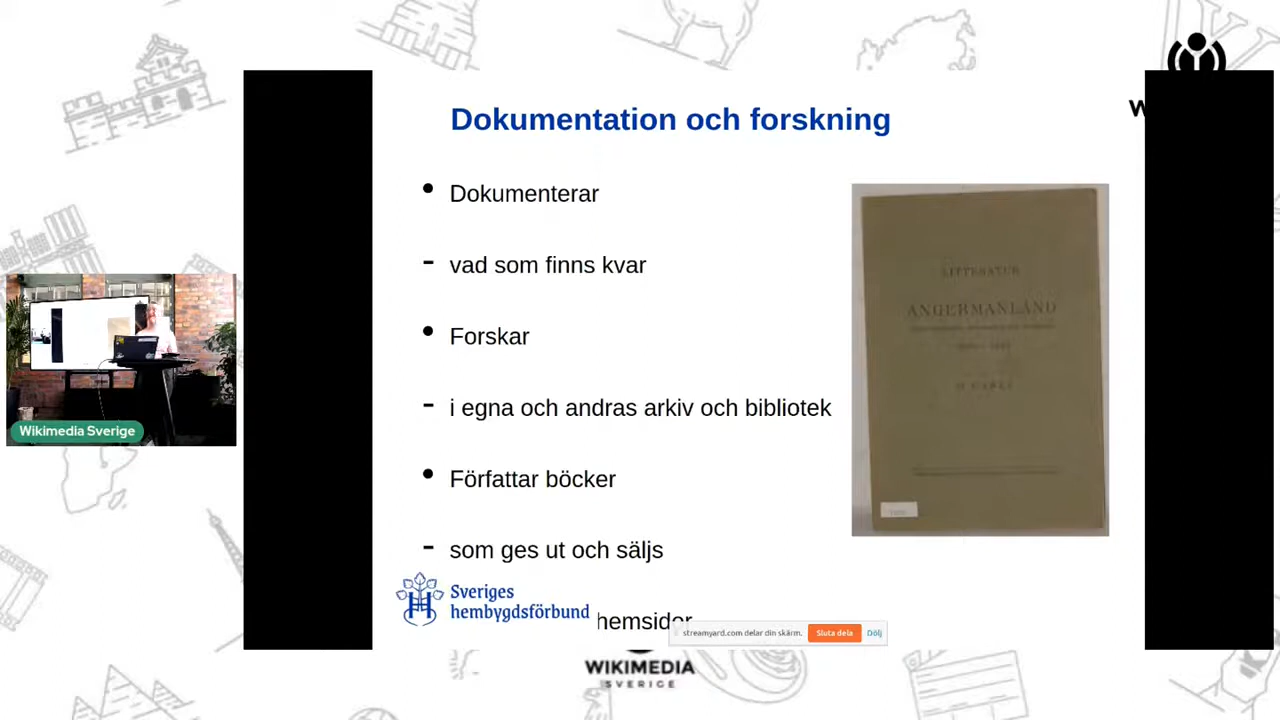 Dokumentation och forskning
• Dokumenterar
- vad som finns kvar
• Forskar
- i egna och andras arkiv och bibliotek
• Författar böcker
- som ges ut och säljs
hemsidor
Sveriges
hembygdsförbund
LITTERATUR
ÅNGERMANLAND
Wikimedia Sverige
streamyard.com delar din skärm.
Sluta dela
Dölj
W
WIKIMEDIA
SVERIGE